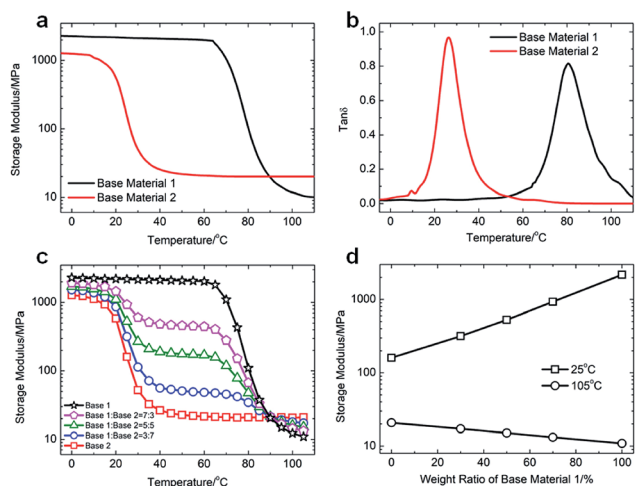 a
Storage Modulus/MPa
1000
100
10
Base Material 1
Base Material 2
0 20 40 60 80 100
Temperature/°C
b
Tanδ
1.0
0.8
0.6
0.4
0.2
0.0
Base Material 1
Base Material 2
0 20 40 60 80 100
Temperature/°C
c
Storage Modulus/MPa
1000
100
10
Base 1
Base 1:Base 2=7:3
Base 1:Base 2=5:5
Base 1:Base 2=3:7
Base 2
0 20 40 60 80 100
Temperature/°C
d
Storage Modulus/MPa
1000
100
10
25°C
105°C
0 20 40 60 80 100
Weight Ratio of Base Material 1/%